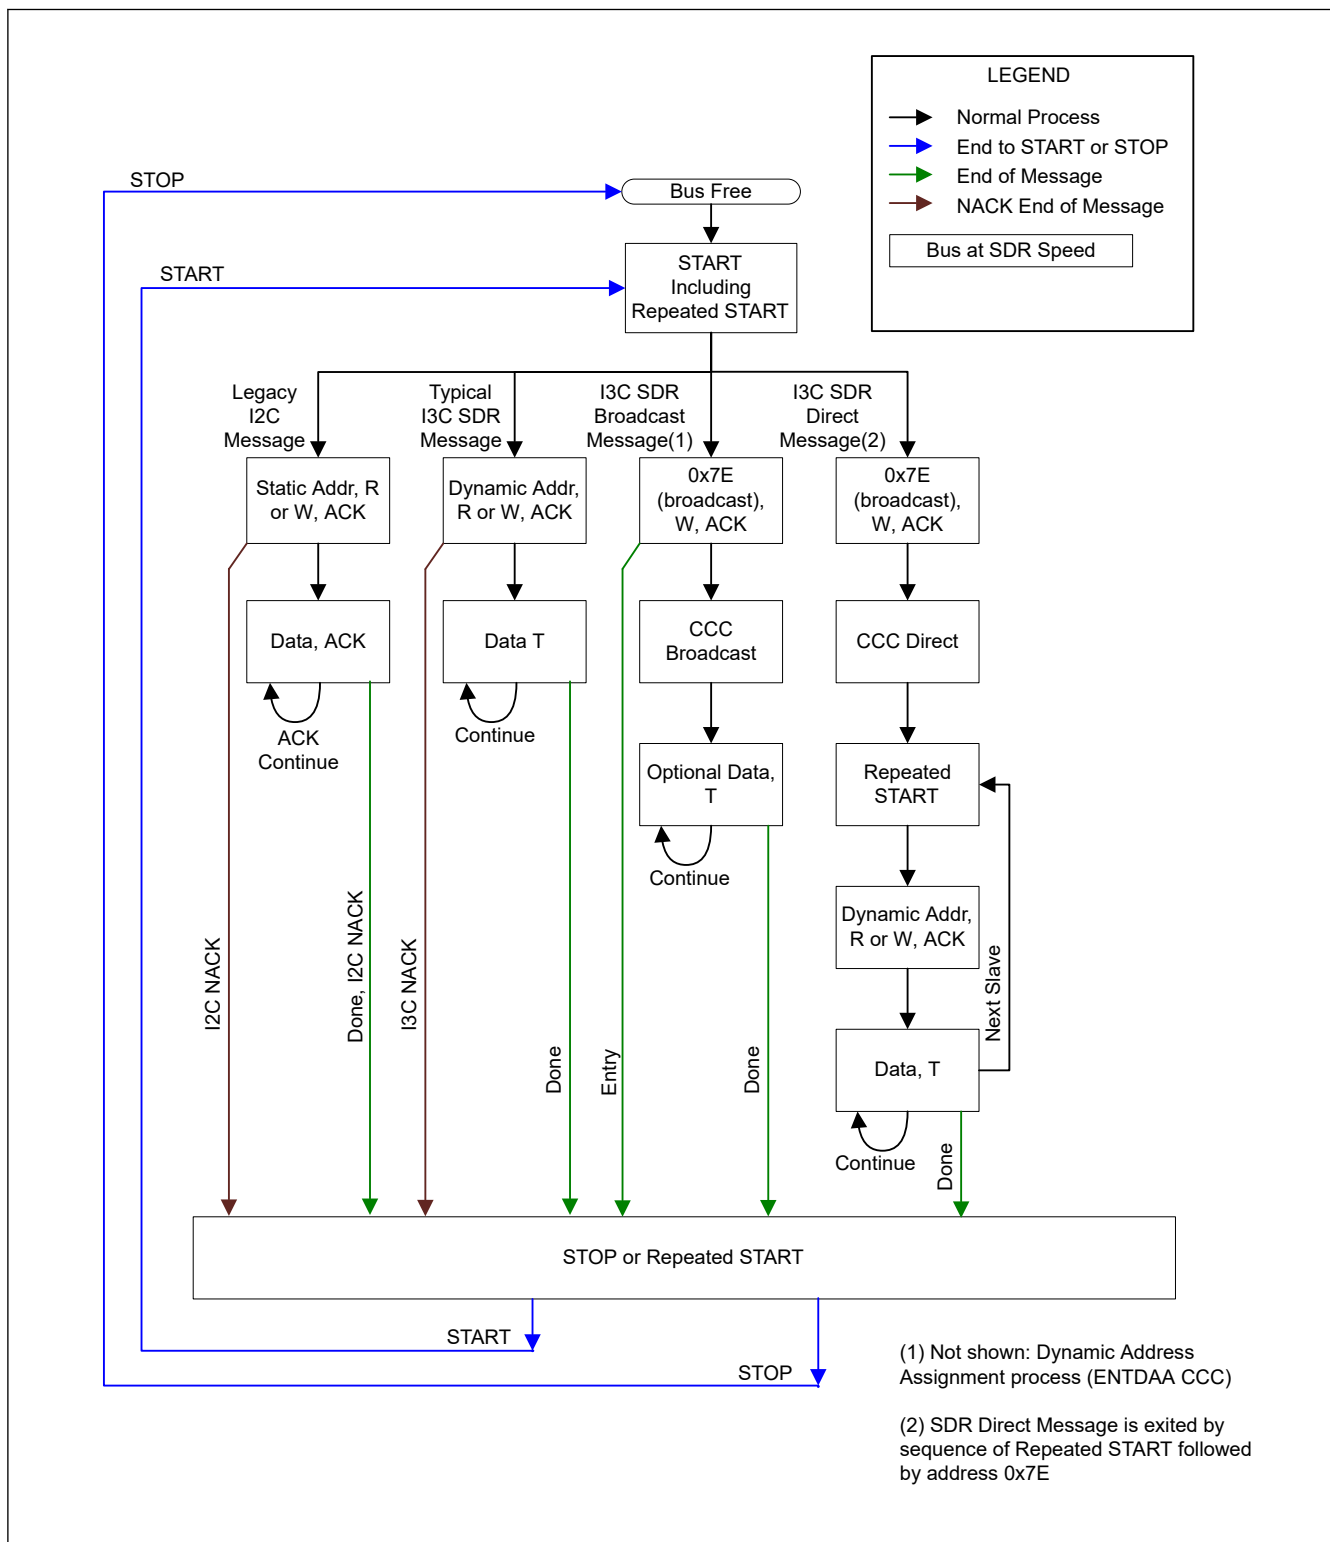 LEGEND
Normal Process
End to START or STOP
End of Message
NACK End of Message
Bus at SDR Speed
STOP
Bus Free
START
START
Including
Repeated START
Legacy
I2C
Message
Typical
I3C SDR
Message
I3C SDR
Broadcast
Message(1)
I3C SDR
Direct
Message(2)
Static Addr, R
or W, ACK
Dynamic Addr,
R or W, ACK
0x7E
(broadcast),
W, ACK
0x7E
(broadcast),
W, ACK
Data, ACK
Data T
CCC
Broadcast
CCC Direct
ACK
Continue
Continue
Optional Data,
T
Repeated
START
Continue
Dynamic Addr,
R or W, ACK
Next Slave
I2C NACK
Done, I2C NACK
I3C NACK
Done
Entry
Done
Data, T
Continue
Done
STOP or Repeated START
START
STOP
(1) Not shown: Dynamic Address
Assignment process (ENTDAA CCC)
(2) SDR Direct Message is exited by
sequence of Repeated START followed
by address 0x7E